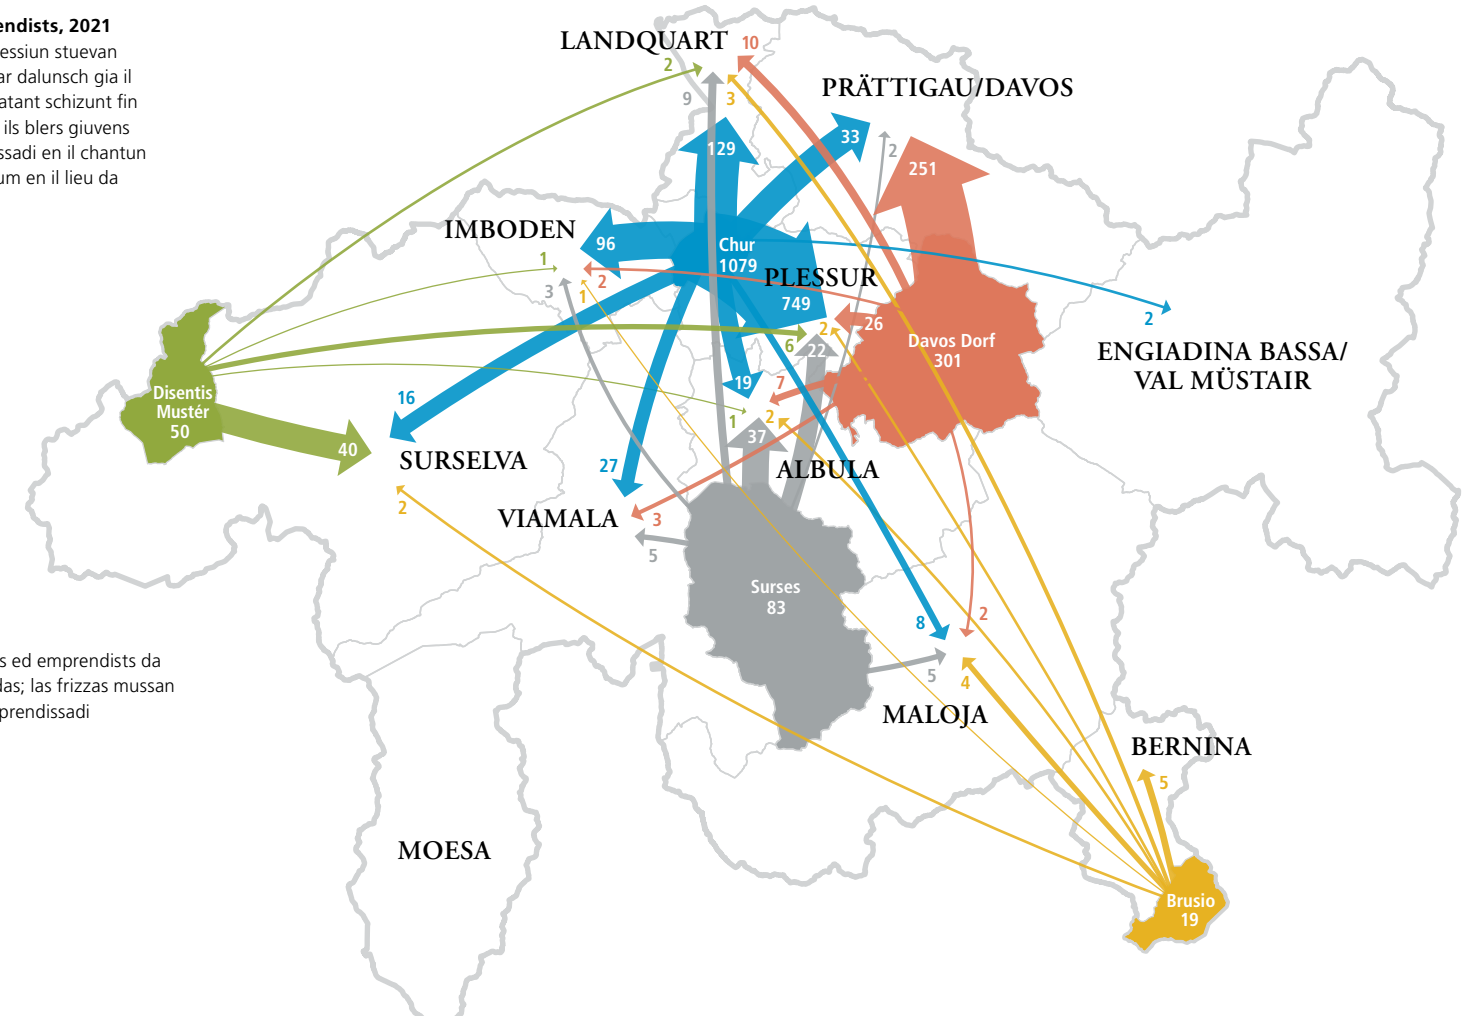 endists, 2021
essiun stuevan
ar dalunsch gia il
atant schizunt fin
ils blers giuvens
ssadi en il chantun
um en il lieu da
LANDQUART
10
2
9
3
PRÄTTIGAU/DAVOS
33
129
2
251
IMBODEN
96
1
3
1
2
Chur
1079
PLESSUR
749
2
26
6
22
2
ENGIADINA BASSA/
VAL MÜSTAIR
Davos Dorf
301
Disentis
Mustér
50
16
40
SURSELVA
2
19
7
1
2
37
ALBULA
27
VIAMALA
3
5
Surses
83
8
2
5
4
MALOJA
BERNINA
5
MOESA
Brusio
19
s ed emprendists da
das; las frizzas mussan
prendissadi